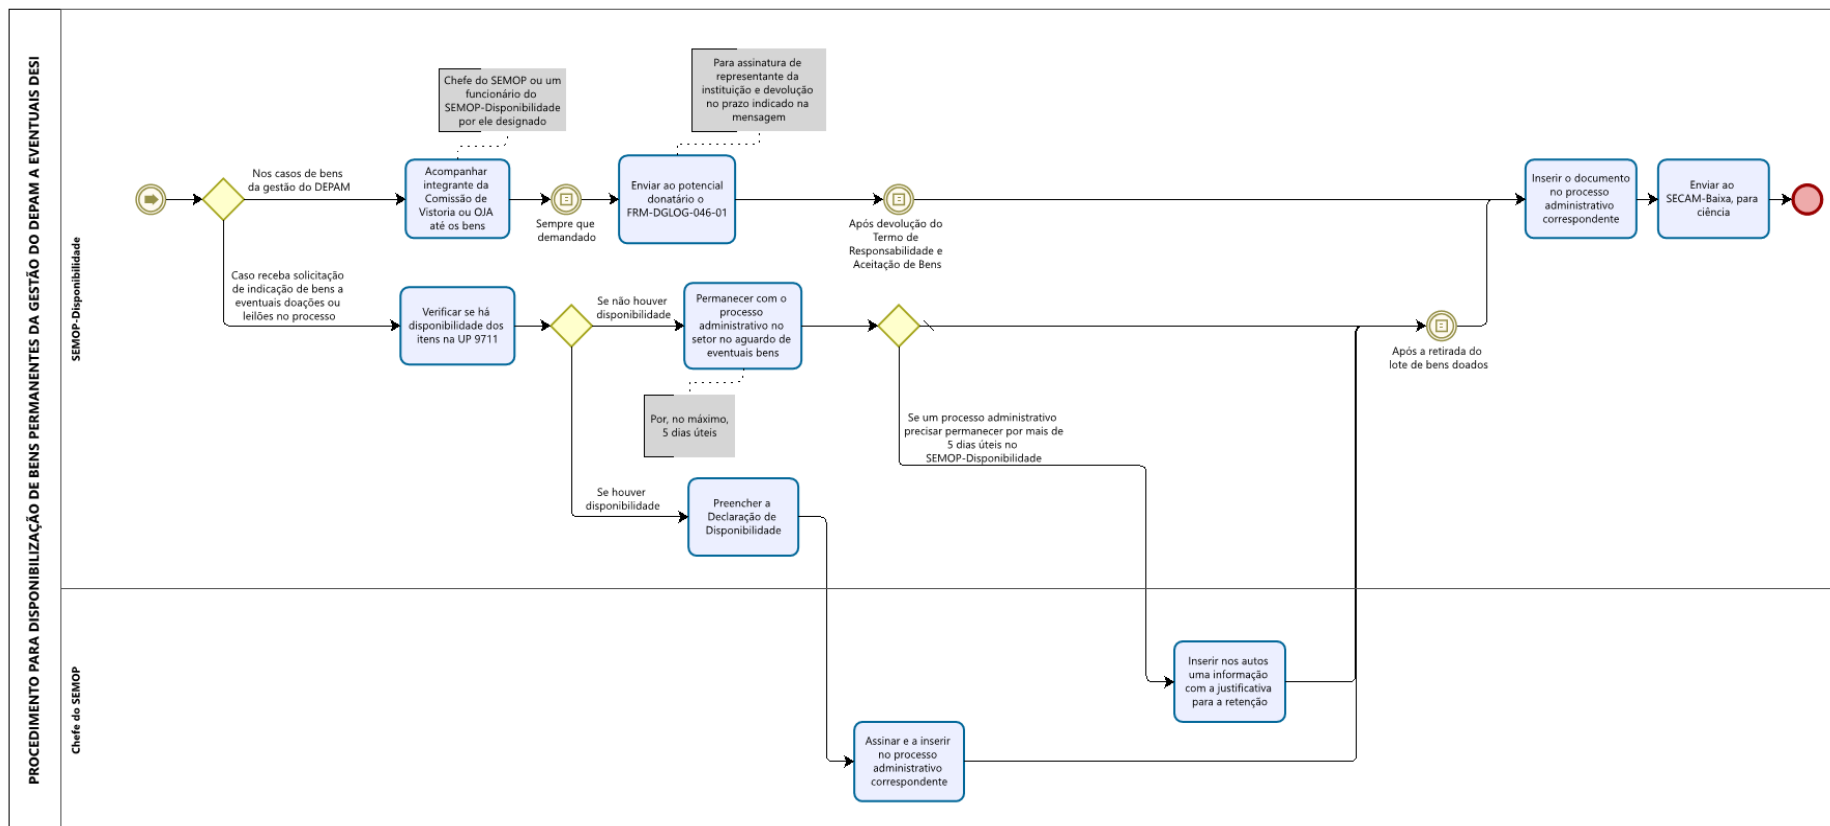 PROCEDIMENTO PARA DISPONIBILIZAÇÃO DE BENS PERMANENTES DA GESTÃO DO DEPAM A EVENTUAIS DESI
SEMOP-Disponibilidade
Chefe do SEMOP ou um
funcionário do
SEMOP-Disponibilidade
por ele designado
Para assinatura de
representante da
instituição e devolução
no prazo indicado na
mensagem
Nos casos de bens
da gestão do DEPAM
Acompanhar
integrante da
Comissão de
Vistoria ou OJA
até os bens
Sempre que
demandado
Enviar ao potencial
donatário o
FRM-DGLOG-046-01
Após devolução do
Termo de
Responsabilidade e
Aceitação de Bens
Inserir o documento
no processo
administrativo
correspondente
Enviar ao
SECAM-Baixa, para
ciência
Caso receba solicitação
de indicação de bens a
eventuais doações ou
leilões no processo
Verificar se há
disponibilidade dos
itens na UP 9711
Se não houver
disponibilidade
Permanecer com o
processo
administrativo no
setor no aguardo de
eventuais bens
Após a retirada do
lote de bens doados
Por, no máximo,
5 dias úteis
Se um processo administrativo
precisar permanecer por mais de
5 dias úteis no
SEMOP-Disponibilidade
Se houver
disponibilidade
Preencher a
Declaração de
Disponibilidade
Chefe do SEMOP
Inserir nos autos
uma informação
com a justificativa
para a retenção
Assinar e a inserir
no processo
administrativo
correspondente